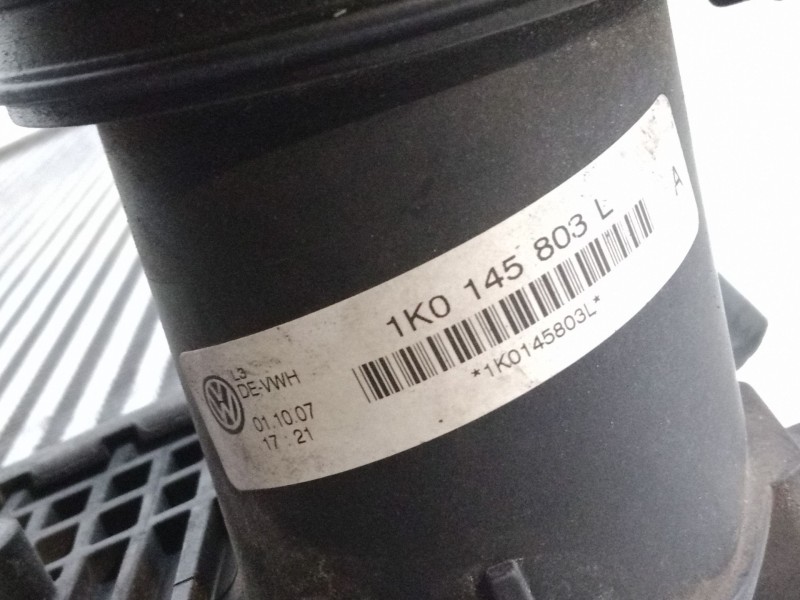 1K0 145 803 L
A
*1K0145803L*
L3
DE-VWH
01.10.07
17 : 21